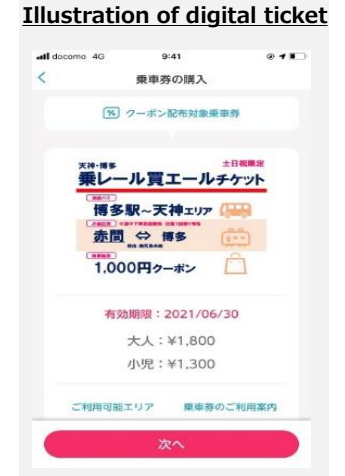 Illustration of digital ticket
docomo 4G 9:41
乗車券の購入
クーポン配布対象乗車券
天神・博多 土日祝限定
乗レール買エールチケット
博多駅~天神エリア
赤間 ⇔ 博多
1,000円クーポン
有効期限:2021/06/30
大人:¥1,800
小児:¥1,300
ご利用可能エリア 乗車券のご利用案内
次へ